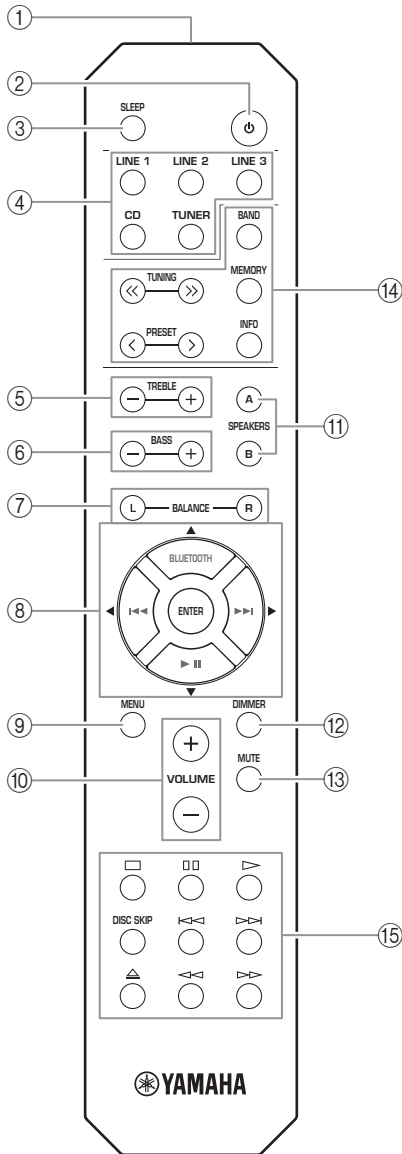 ①
②
SLEEP
③
LINE 1 LINE 2 LINE 3
④
CD TUNER BAND
TUNING MEMORY
⑭
PRESET INFO
⑤ TREBLE A
SPEAKERS ⑪
⑥ BASS B
⑦ L BALANCE R
BLUETOOTH
⑧ ENTER
MENU DIMMER
⑨ ⑫
MUTE
⑩ VOLUME ⑬
DISC SKIP
⑮
YAMAHA